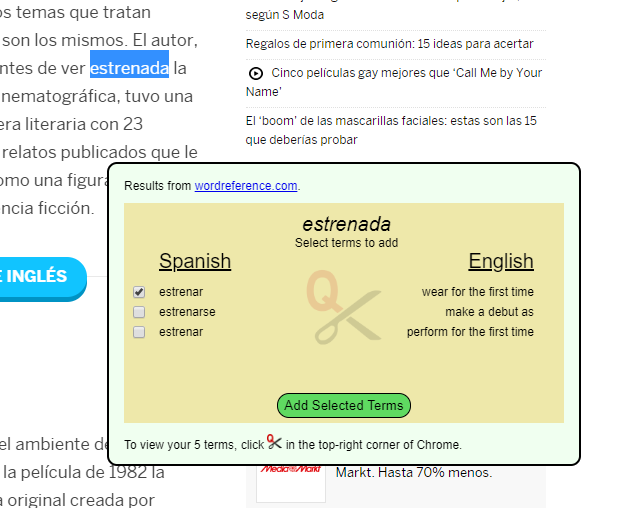 os temas que tratan
son los mismos. El autor,
ntes de ver estrenada la
nematográfica, tuvo una
era literaria con 23
relatos publicados que le
omo una figura
ncia ficción.
E INGLÉS
el ambiente de
la película de 1982 la
a original creada por
según S Moda
Regalos de primera comunión: 15 ideas para acertar
Cinco películas gay mejores que ‘Call Me by Your
Name’
El ‘boom’ de las mascarillas faciales: estas son las 15
que deberías probar
Results from wordreference.com.
estrenada
Select terms to add
Spanish English
estrenar wear for the first time
estrenarse make a debut as
estrenar perform for the first time
Q
Add Selected Terms
To view your 5 terms, click Q in the top-right corner of Chrome.
Media Markt
Markt. Hasta 70% menos.